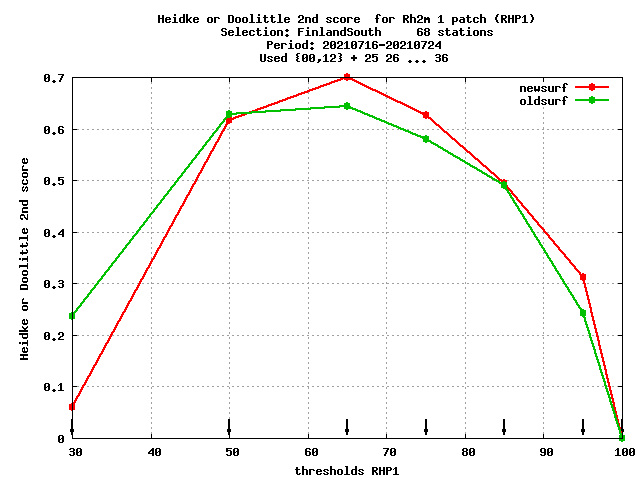 Heidke or Doolittle 2nd score  for Rh2m 1 patch (RHP1)
Selection: FinlandSouth     68 stations
Period: 20210716-20210724
Used {00,12} + 25 26 ... 36
newsurf
oldsurf
Heidke or Doolittle 2nd score
0.7
0.6
0.5
0.4
0.3
0.2
0.1
0
30 40 50 60 70 80 90 100
thresholds RHP1